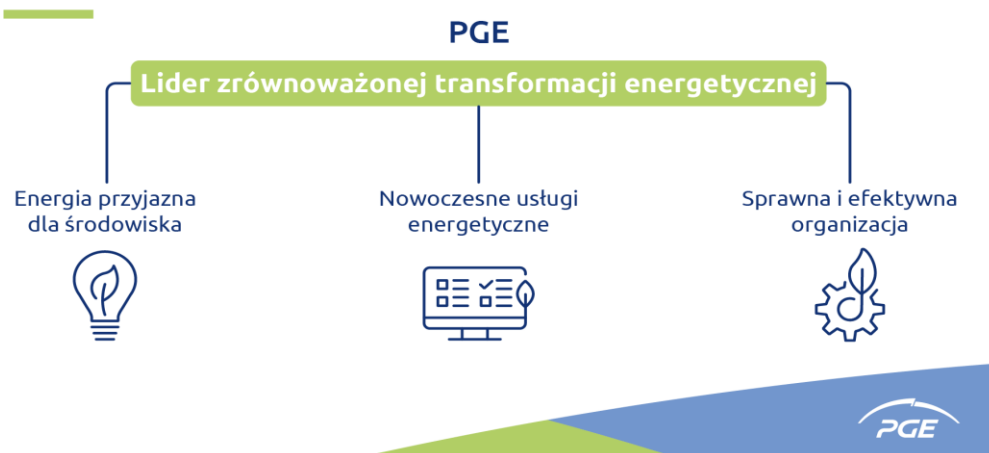 PGE
Lider zrównoważonej transformacji energetycznej
Energia przyjazna
dla środowiska
Nowoczesne usługi
energetyczne
Sprawna i efektywna
organizacja
PGE